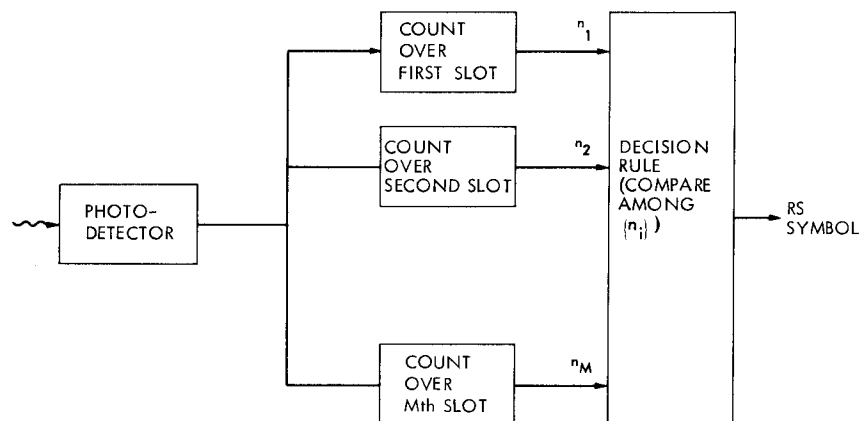 COUNT
OVER
FIRST SLOT
n1
COUNT
OVER
SECOND SLOT
n2
PHOTO-
DETECTOR
DECISION
RULE
(COMPARE
AMONG
{ni} )
RS
SYMBOL
COUNT
OVER
Mth SLOT
nM